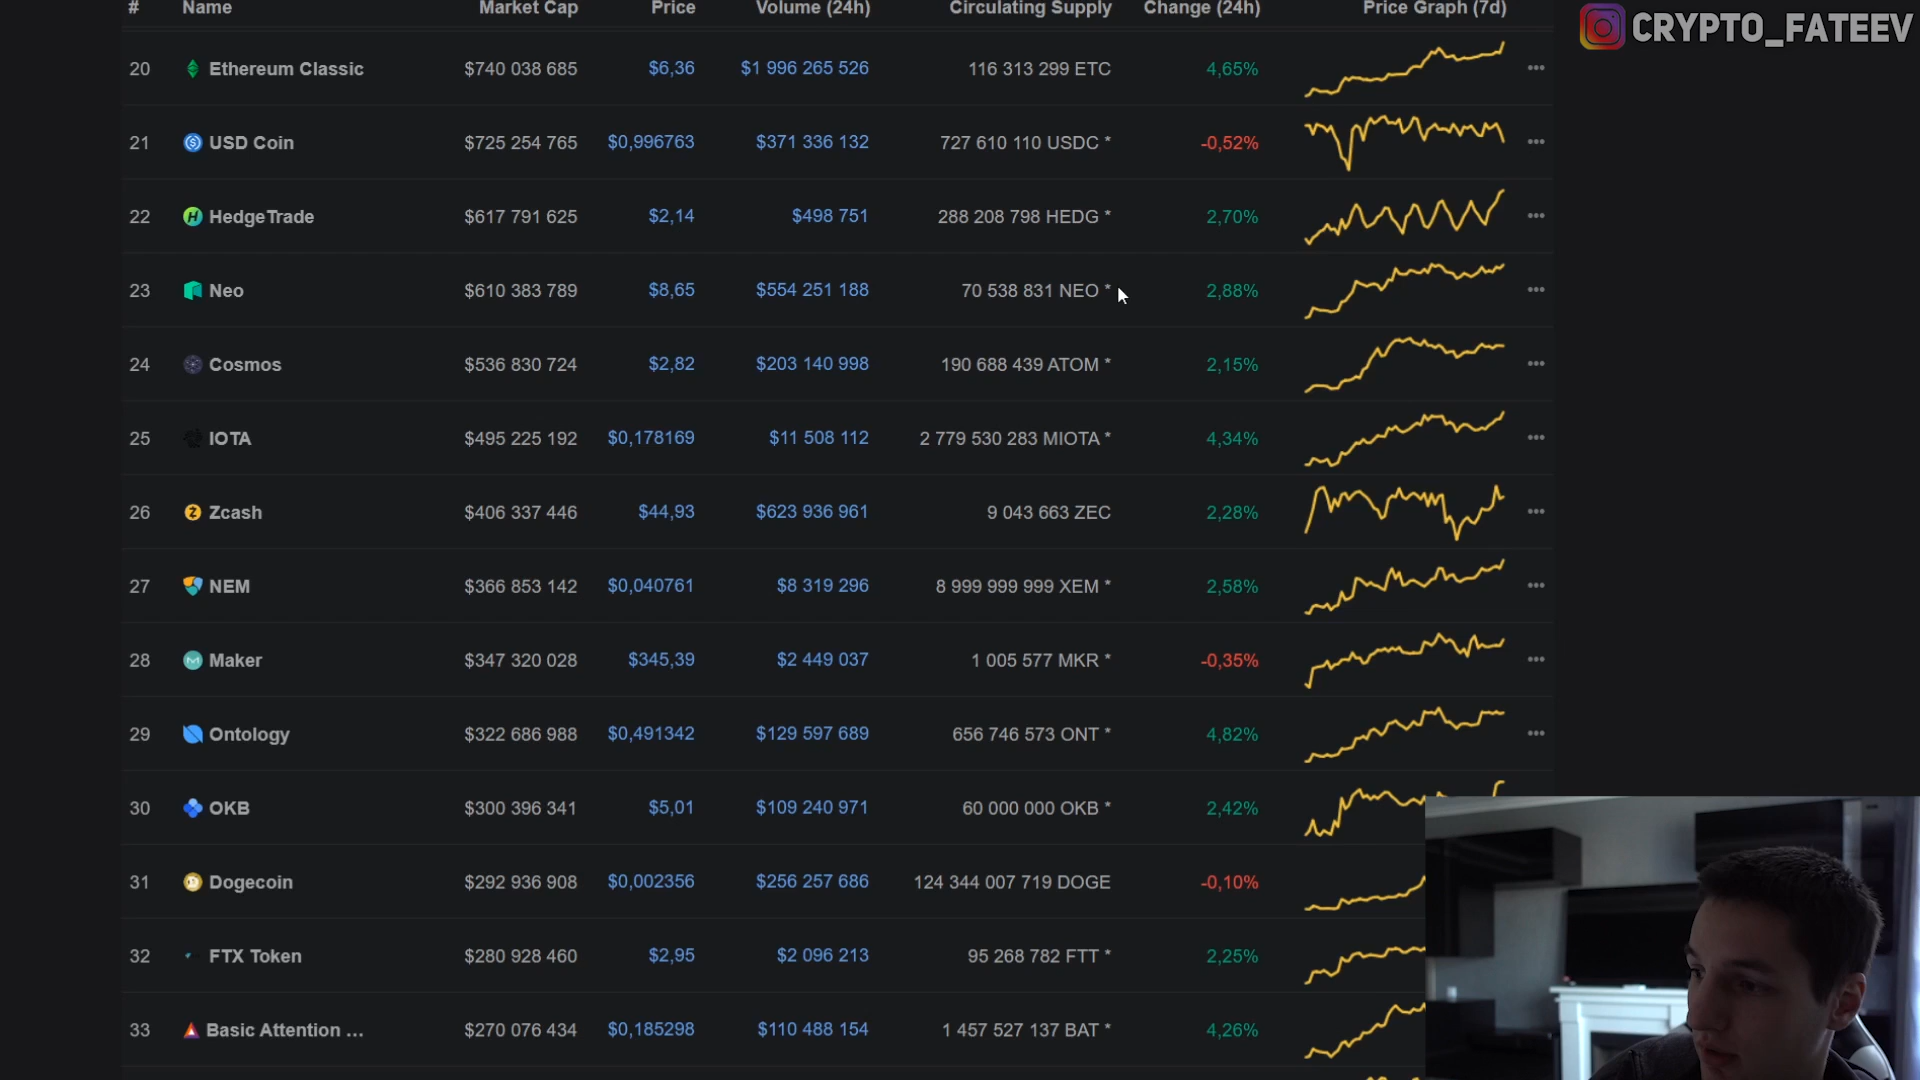 # Name Market Cap Price Volume (24h) Circulating Supply Change (24h) Price Graph (7d)
CRYPTO_FATEEV
20 Ethereum Classic $740 038 685 $6,36 $1 996 265 526 116 313 299 ETC 4,65%
21 USD Coin $725 254 765 $0,996763 $371 336 132 727 610 110 USDC * -0,52%
22 HedgeTrade $617 791 625 $2,14 $498 751 288 208 798 HEDG * 2,70%
23 Neo $610 383 789 $8,65 $554 251 188 70 538 831 NEO * 2,88%
24 Cosmos $536 830 724 $2,82 $203 140 998 190 688 439 ATOM * 2,15%
25 IOTA $495 225 192 $0,178169 $11 508 112 2 779 530 283 MIOTA * 4,34%
26 Zcash $406 337 446 $44,93 $623 936 961 9 043 663 ZEC 2,28%
27 NEM $366 853 142 $0,040761 $8 319 296 8 999 999 999 XEM * 2,58%
28 Maker $347 320 028 $345,39 $2 449 037 1 005 577 MKR * -0,35%
29 Ontology $322 686 988 $0,491342 $129 597 689 656 746 573 ONT * 4,82%
30 OKB $300 396 341 $5,01 $109 240 971 60 000 000 OKB * 2,42%
31 Dogecoin $292 936 908 $0,002356 $256 257 686 124 344 007 719 DOGE -0,10%
32 FTX Token $280 928 460 $2,95 $2 096 213 95 268 782 FTT * 2,25%
33 Basic Attention ... $270 076 434 $0,185298 $110 488 154 1 457 527 137 BAT * 4,26%